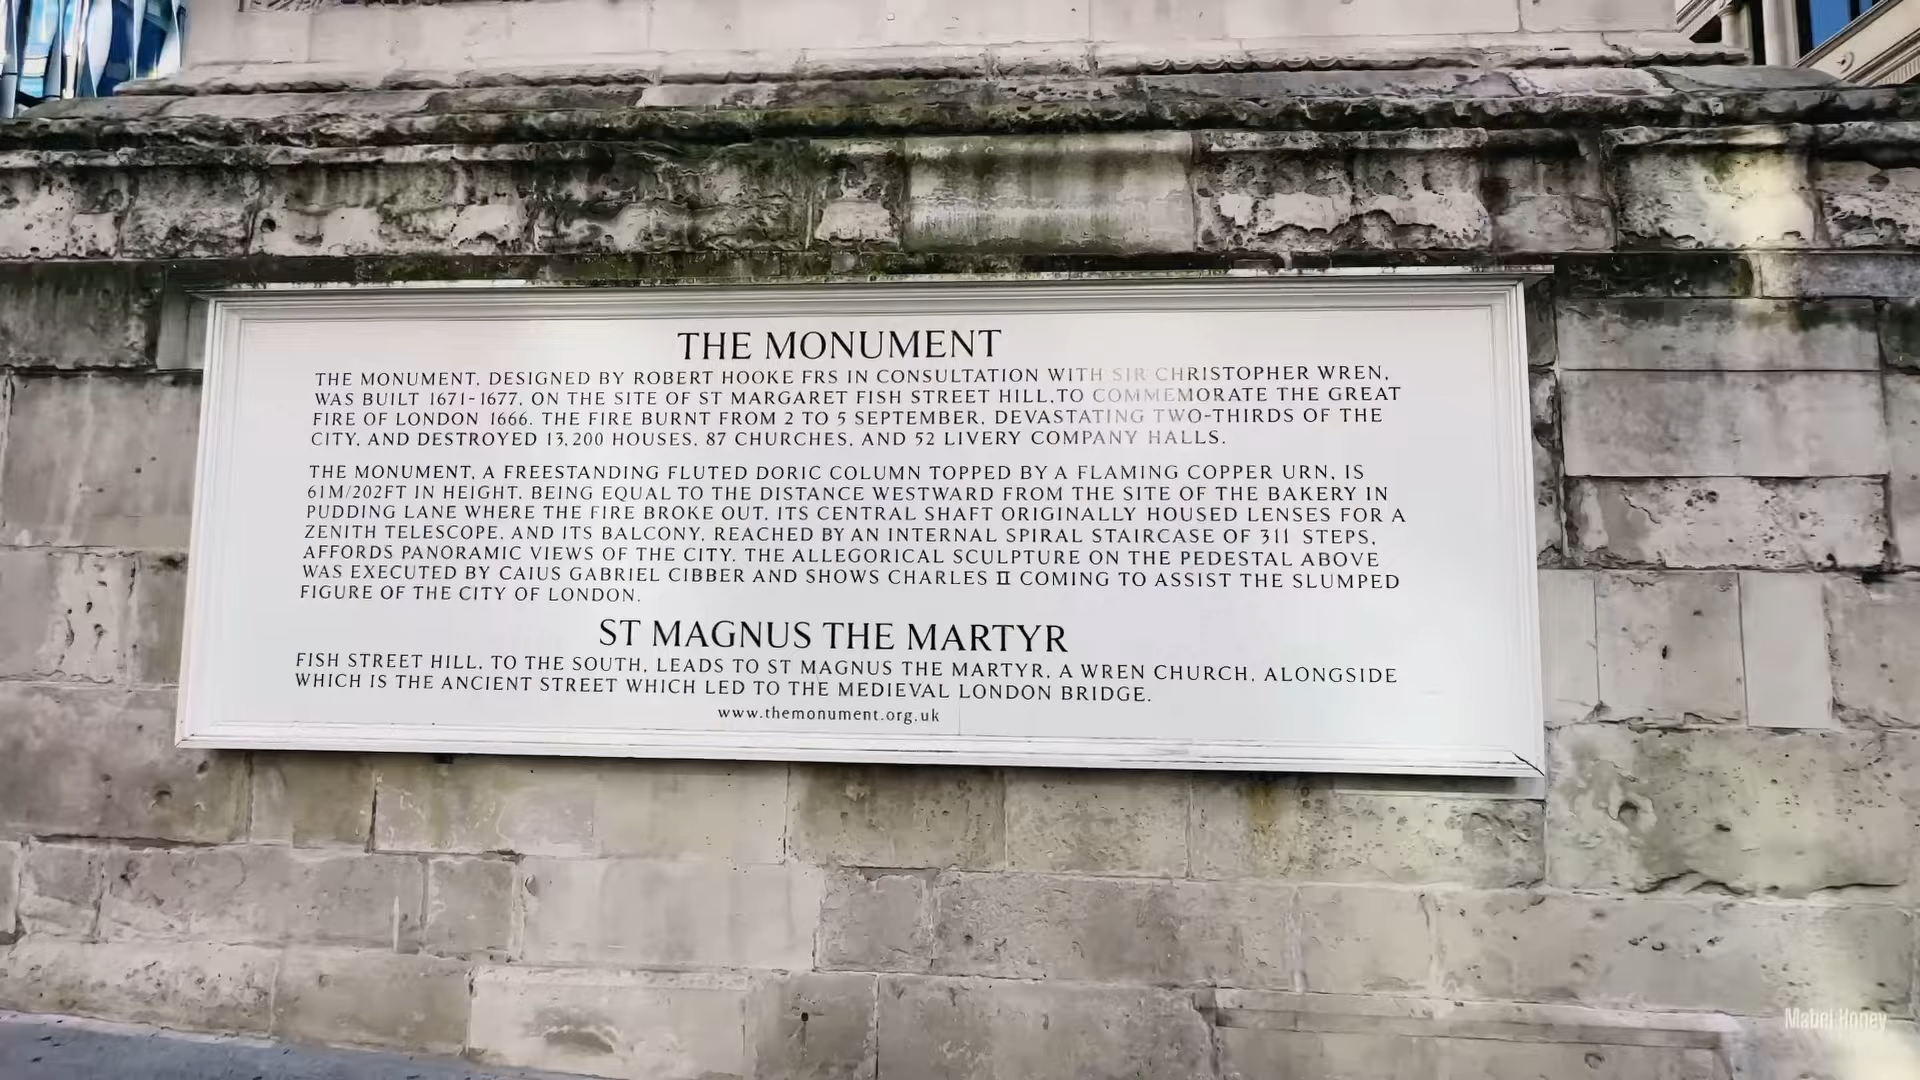 THE MONUMENT
THE MONUMENT, DESIGNED BY ROBERT HOOKE FRS IN CONSULTATION WITH SIR CHRISTOPHER WREN,
WAS BUILT 1671-1677, ON THE SITE OF ST MARGARET FISH STREET HILL, TO COMMEMORATE THE GREAT
FIRE OF LONDON 1666. THE FIRE BURNT FROM 2 TO 5 SEPTEMBER, DEVASTATING TWO-THIRDS OF THE
CITY, AND DESTROYED 13,200 HOUSES, 87 CHURCHES, AND 52 LIVERY COMPANY HALLS.
THE MONUMENT, A FREESTANDING FLUTED DORIC COLUMN TOPPED BY A FLAMING COPPER URN, IS
61M/202FT IN HEIGHT, BEING EQUAL TO THE DISTANCE WESTWARD FROM THE SITE OF THE BAKERY IN
PUDDING LANE WHERE THE FIRE BROKE OUT. ITS CENTRAL SHAFT ORIGINALLY HOUSED LENSES FOR A
ZENITH TELESCOPE, AND ITS BALCONY, REACHED BY AN INTERNAL SPIRAL STAIRCASE OF 311 STEPS,
AFFORDS PANORAMIC VIEWS OF THE CITY. THE ALLEGORICAL SCULPTURE ON THE PEDESTAL ABOVE
WAS EXECUTED BY CAIUS GABRIEL CIBBER AND SHOWS CHARLES II COMING TO ASSIST THE SLUMPED
FIGURE OF THE CITY OF LONDON.
ST MAGNUS THE MARTYR
FISH STREET HILL, TO THE SOUTH, LEADS TO ST MAGNUS THE MARTYR, A WREN CHURCH, ALONGSIDE
WHICH IS THE ANCIENT STREET WHICH LED TO THE MEDIEVAL LONDON BRIDGE.
www.themonument.org.uk
Mabel Honey